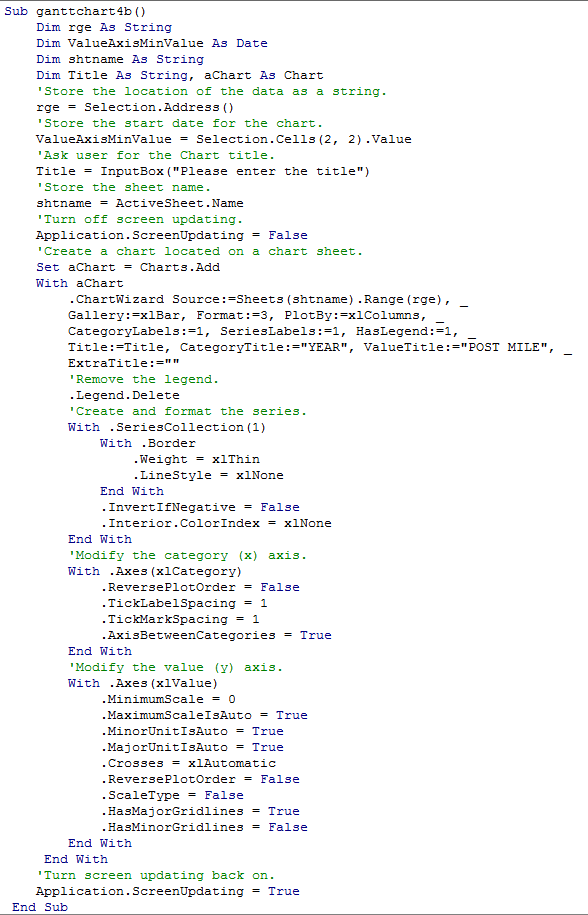 Sub ganttchart4b()
    Dim rge As String
    Dim ValueAxisMinValue As Date
    Dim shtname As String
    Dim Title As String, aChart As Chart
    'Store the location of the data as a string.
    rge = Selection.Address()
    'Store the start date for the chart.
    ValueAxisMinValue = Selection.Cells(2, 2).Value
    'Ask user for the Chart title.
    Title = InputBox("Please enter the title")
    'Store the sheet name.
    shtname = ActiveSheet.Name
    'Turn off screen updating.
    Application.ScreenUpdating = False
    'Create a chart located on a chart sheet.
    Set aChart = Charts.Add
    With aChart
        .ChartWizard Source:=Sheets(shtname).Range(rge), _
        Gallery:=xlBar, Format:=3, PlotBy:=xlColumns, _
        CategoryLabels:=1, SeriesLabels:=1, HasLegend:=1, _
        Title:=Title, CategoryTitle:="YEAR", ValueTitle:="POST MILE", _
        ExtraTitle:=""
        'Remove the legend.
        .Legend.Delete
        'Create and format the series.
        With .SeriesCollection(1)
            With .Border
                .Weight = xlThin
                .LineStyle = xlNone
            End With
            .InvertIfNegative = False
            .Interior.ColorIndex = xlNone
        End With
        'Modify the category (x) axis.
        With .Axes(xlCategory)
            .ReversePlotOrder = False
            .TickLabelSpacing = 1
            .TickMarkSpacing = 1
            .AxisBetweenCategories = True
        End With
        'Modify the value (y) axis.
        With .Axes(xlValue)
            .MinimumScale = 0
            .MaximumScaleIsAuto = True
            .MinorUnitIsAuto = True
            .MajorUnitIsAuto = True
            .Crosses = xlAutomatic
            .ReversePlotOrder = False
            .ScaleType = False
            .HasMajorGridlines = True
            .HasMinorGridlines = False
        End With
     End With
    'Turn screen updating back on.
    Application.ScreenUpdating = True
 End Sub